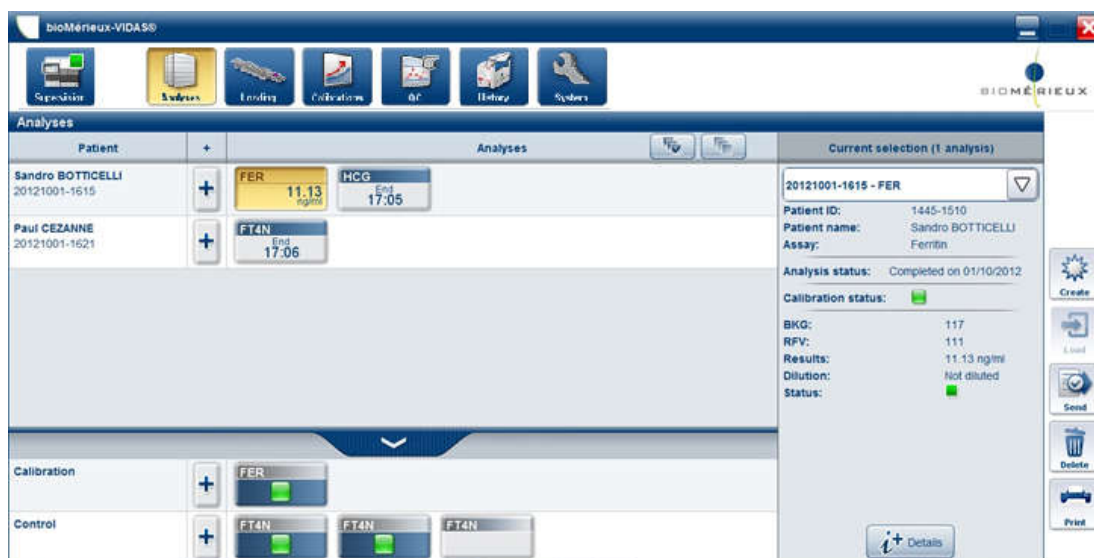 bioMérieux-VIDAS®
Supervision
Analyses
Loading
Calibrations
QC
History
System
BIOMÉRIEUX
Analyses
Patient + Analyses Current selection (1 analysis)
Sandro BOTTICELLI
20121001-1615
+
FER
11.13
ng/ml
HCG
End
17:05
Paul CEZANNE
20121001-1621
+
FT4N
End
17:06
20121001-1615 - FER
Patient ID: 1445-1510
Patient name: Sandro BOTTICELLI
Assay: Ferritin
Analysis status: Completed on 01/10/2012
Calibration status:
BKG: 117
RFV: 111
Results: 11.13 ng/ml
Dilution: Not diluted
Status:
Create
Load
Send
Delete
Print
Calibration
+
FER
Control
+
FT4N
FT4N
FT4N
i+ Details